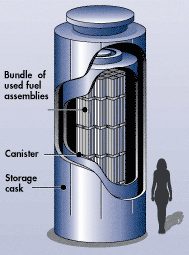 Bundle of
used fuel
assemblies
Canister
Storage
cask